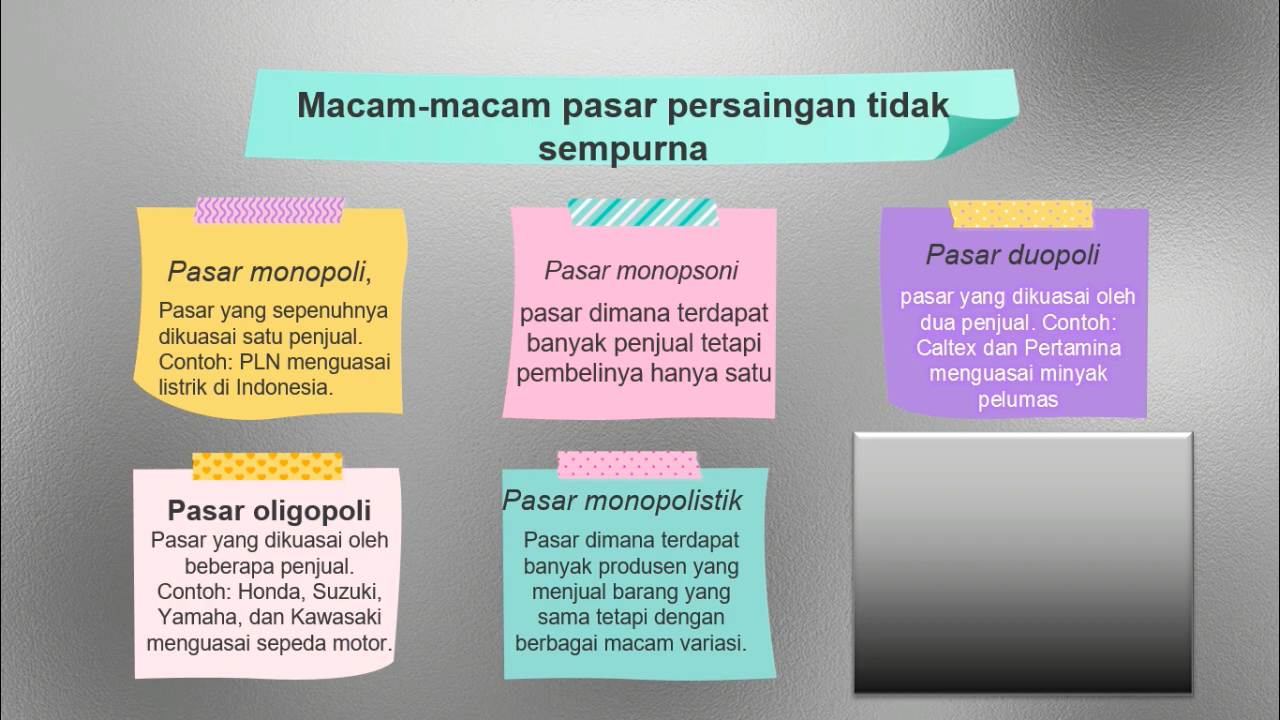 Macam-macam pasar persaingan tidak
sempurna
Pasar monopoli,
Pasar yang sepenuhnya
dikuasai satu penjual.
Contoh: PLN menguasai
listrik di Indonesia.
Pasar monopsoni
pasar dimana terdapat
banyak penjual tetapi
pembelinya hanya satu
Pasar duopoli
pasar yang dikuasai oleh
dua penjual. Contoh:
Caltex dan Pertamina
menguasai minyak
pelumas
Pasar oligopoli
Pasar yang dikuasai oleh
beberapa penjual.
Contoh: Honda, Suzuki,
Yamaha, dan Kawasaki
menguasai sepeda motor.
Pasar monopolistik
Pasar dimana terdapat
banyak produsen yang
menjual barang yang
sama tetapi dengan
berbagai macam variasi.